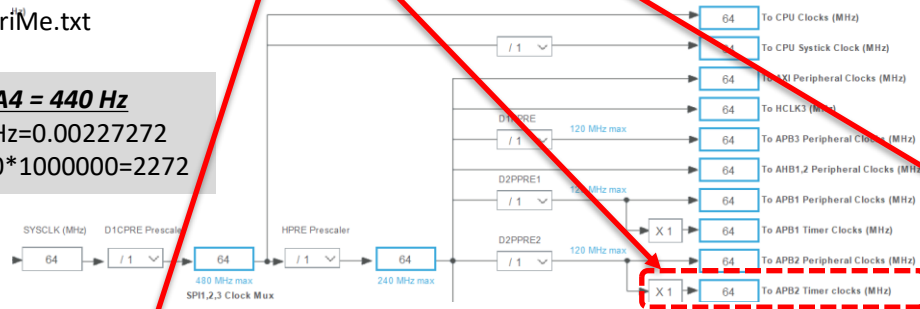 riMe.txt
A4 = 440 Hz
Hz=0.00227272
0*1000000=2272
64 To CPU Clocks (MHz)
/ 1 64 To CPU Systick Clock (MHz)
64 To AXI Peripheral Clocks (MHz)
64 To HCLK3 (MHz)
D1PPRE
/ 1 120 MHz max 64 To APB3 Peripheral Clocks (MHz)
64 To AHB1,2 Peripheral Clocks (MHz
D2PPRE1
/ 1 120 MHz max 64 To APB1 Peripheral Clocks (MHz)
X 1 64 To APB1 Timer Clocks (MHz)
SYSCLK (MHz) D1CPRE Prescaler HPRE Prescaler
64 / 1 64 / 1 64
480 MHz max 240 MHz max
SPI1,2,3 Clock Mux
D2PPRE2
/ 1 120 MHz max 64 To APB2 Peripheral Clocks (MHz)
X 1 64 To APB2 Timer clocks (MHz)